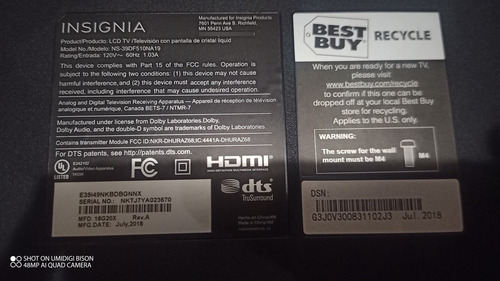 INSIGNIA
Manufactured for Insignia Products
7601 Penn Ave S. Richfield,
MN 55423 USA
Product/Producto: LCD TV /Televisión con pantalla de cristal líquid
Model No./Modelo: NS-39DF510NA19
Rating/Entrada: 120V~ 60Hz 1.03A
This device complies with Part 15 of the FCC rules. Operation is
subject to the following two conditions: (1) this device may not cause
harmful interference, and (2) this device must accept any interference
received, including interference that may cause undesired operation.
Analog and Digital Television Receiving Apparatus — Appareil de réception de télévision
analogique et numérique, Canada BETS-7 / NTMR-7
Manufactured under license from Dolby Laboratories.Dolby,
Dolby Audio, and the double-D symbol are trademarks of Dolby Laboratories.
Contains transmitter Module FCC ID:NKR-DHURAZ68;IC:4441A-DHURAZ68
For DTS patents, see http://patents.dts.com.
UL
LISTED
FC
HDMI
HIGH-DEFINITION MULTIMEDIA INTERFACE
E39I49NKBDBGNNX
SERIAL NO.: NKTJ7YA023670
MFD.: 18G20X Rev.A
MFG.DATE: July,2018
dts
TruSurround
BEST
BUY
RECYCLE
When you are ready for a new TV,
please visit
www.bestbuy.com/recycle
to confirm if this one can be
dropped off at your local Best Buy
store for recycling.
Applies to the U.S. only.
WARNING:
The screw for the wall
mount must be M4
DSN:
G3J0V300831102J3 Jul,2018
SHOT ON UMIDIGI BISON
48MP AI QUAD CAMERA